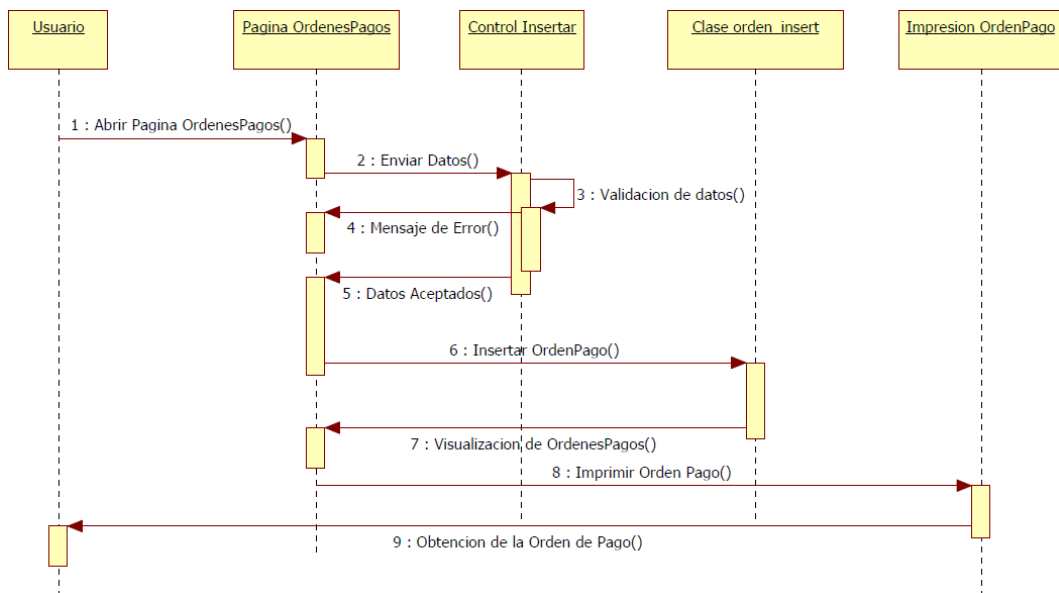 Usuario
Pagina OrdenesPagos
Control Insertar
Clase orden_insert
Impresion OrdenPago
1 : Abrir Pagina OrdenesPagos()
2 : Enviar Datos()
3 : Validacion de datos()
4 : Mensaje de Error()
5 : Datos Aceptados()
6 : Insertar OrdenPago()
7 : Visualizacion de OrdenesPagos()
8 : Imprimir Orden Pago()
9 : Obtencion de la Orden de Pago()